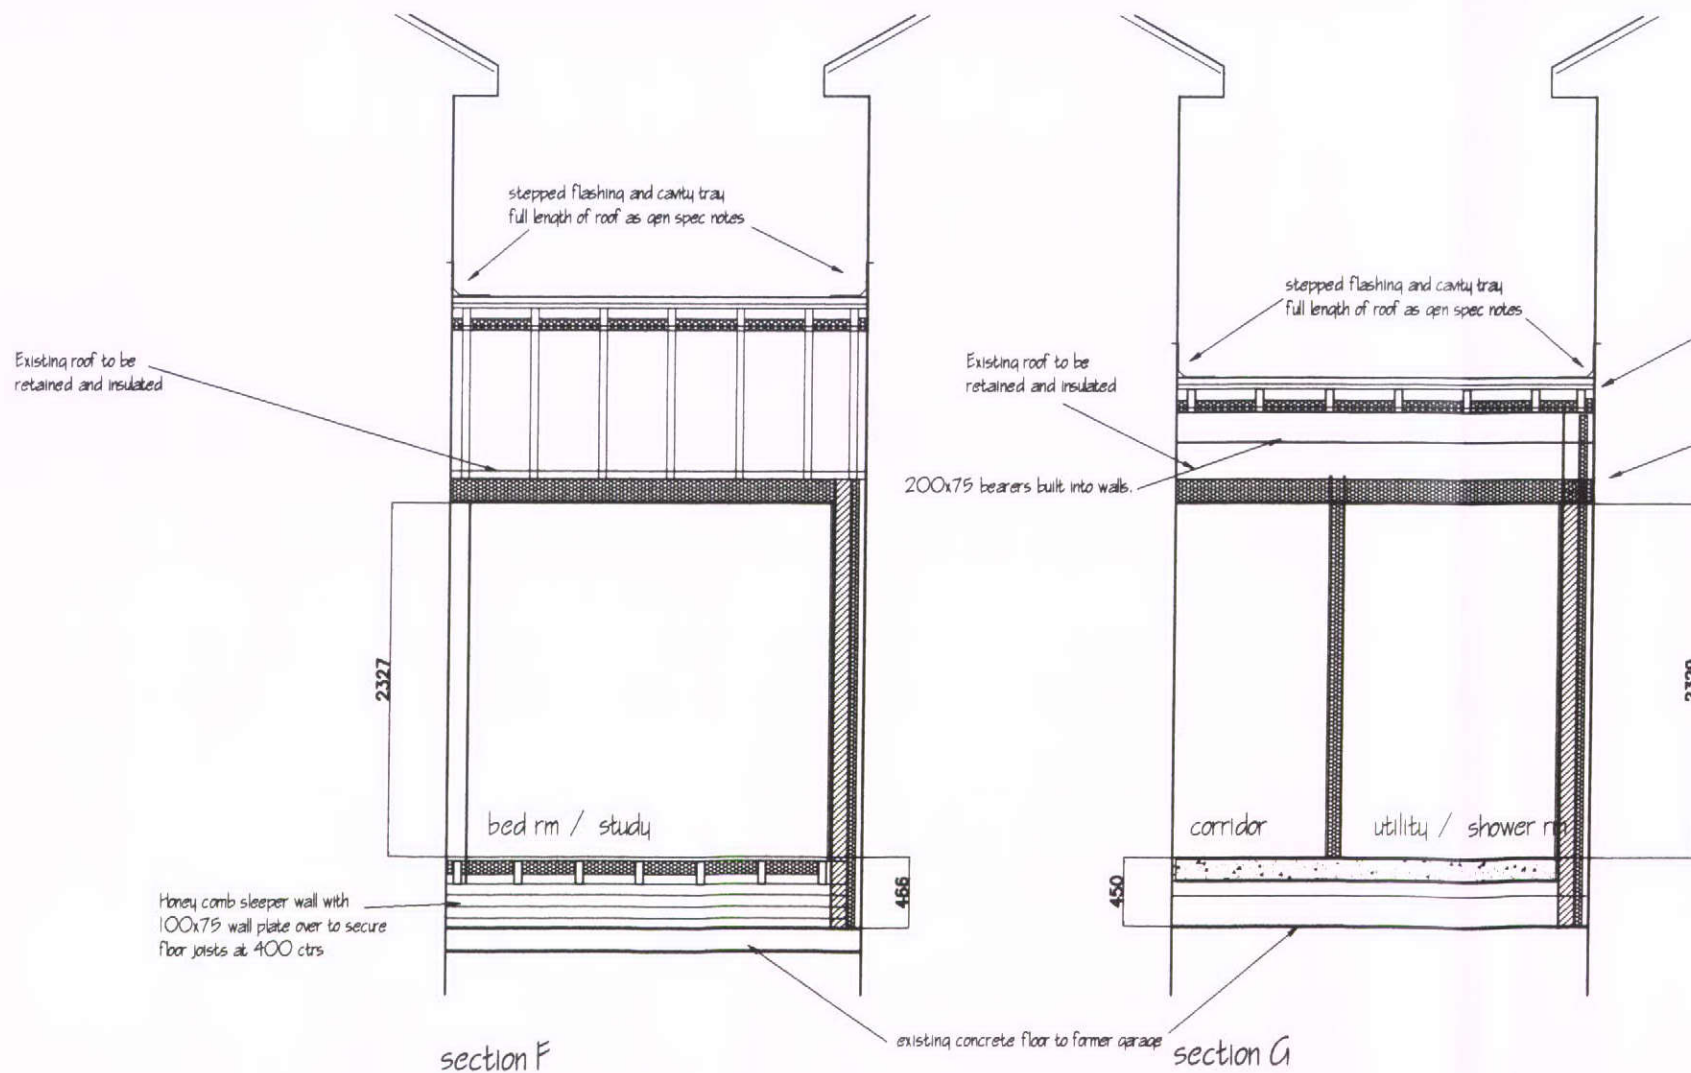 stepped flashing and cavity tray
full length of roof as gen spec notes
Existing roof to be
retained and insulated
2327
bed rm / study
466
Honey comb sleeper wall with
100x75 wall plate over to secure
floor joists at 400 ctrs
section F
stepped flashing and cavity tray
full length of roof as gen spec notes
Existing roof to be
retained and insulated
200x75 bearers built into walls.
corridor
utility / shower rm
450
existing concrete floor to former garage
section G